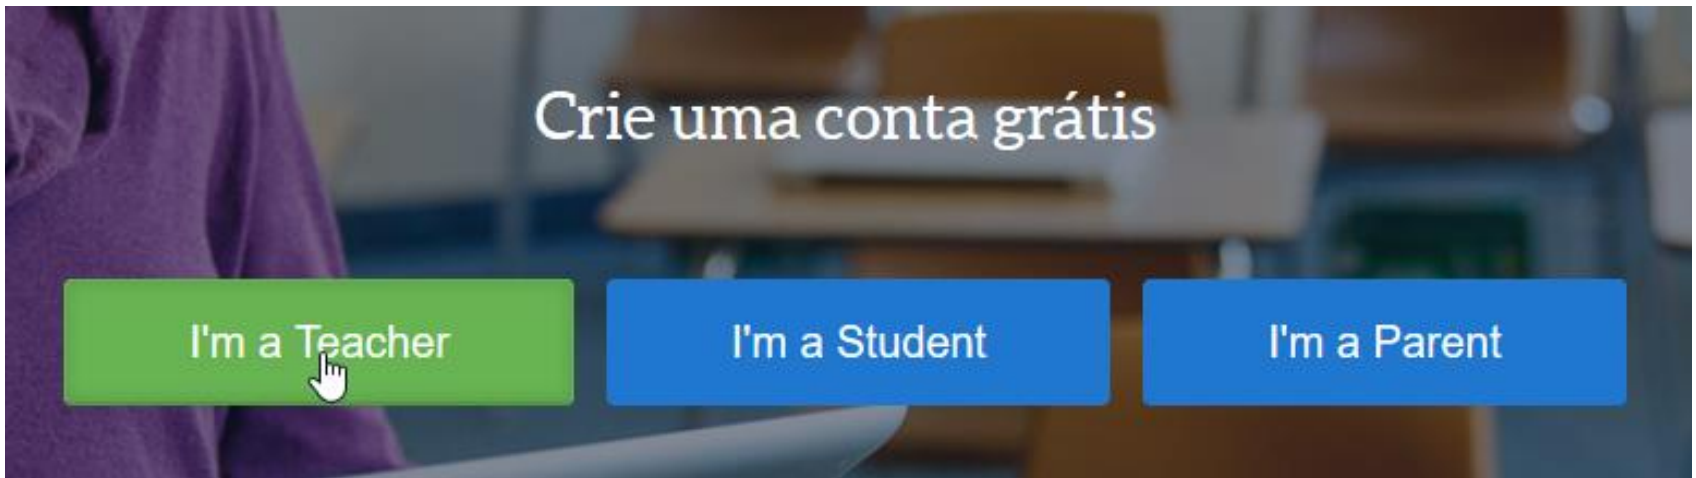 Crie uma conta grátis
I'm a Teacher
I'm a Student
I'm a Parent